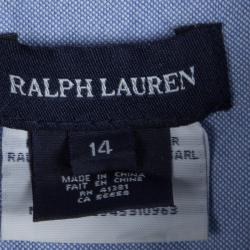 RALPH LAUREN
14
MADE IN CHINA
FAIT EN CHINE
RN 41381
CA 56658